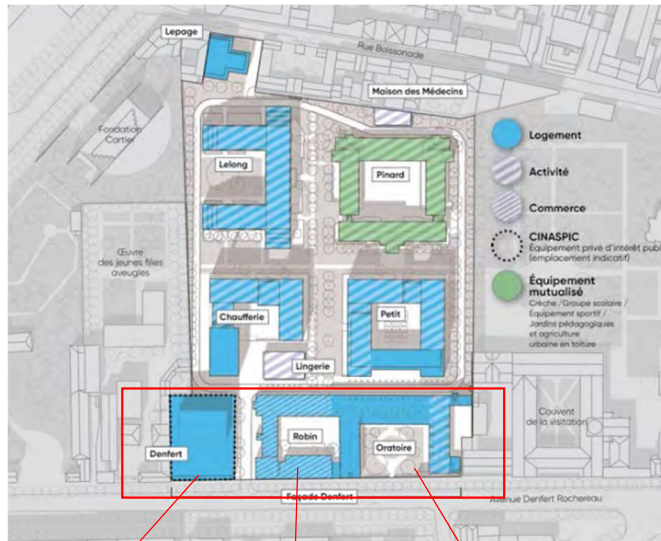 Lepage
Rue Boissonade
Maison des Médecins
Fondation
Cartier
Lelong
Pinard
Logement
Activité
Commerce
CINASPIC
Équipement privé d'intérêt publ
(emplacement indicatif)
Équipement
mutualisé
Crèche / Groupe scolaire /
Équipement sportif /
Jardins pédagogiques
et agriculture
urbaine en toiture
Œuvre
des jeunes filles
aveugles
Chaufferie
Petit
Lingerie
Denfert
Robin
Oratoire
Couvent
de la visitation
Façade Denfert
Avenue Denfert Rochereau